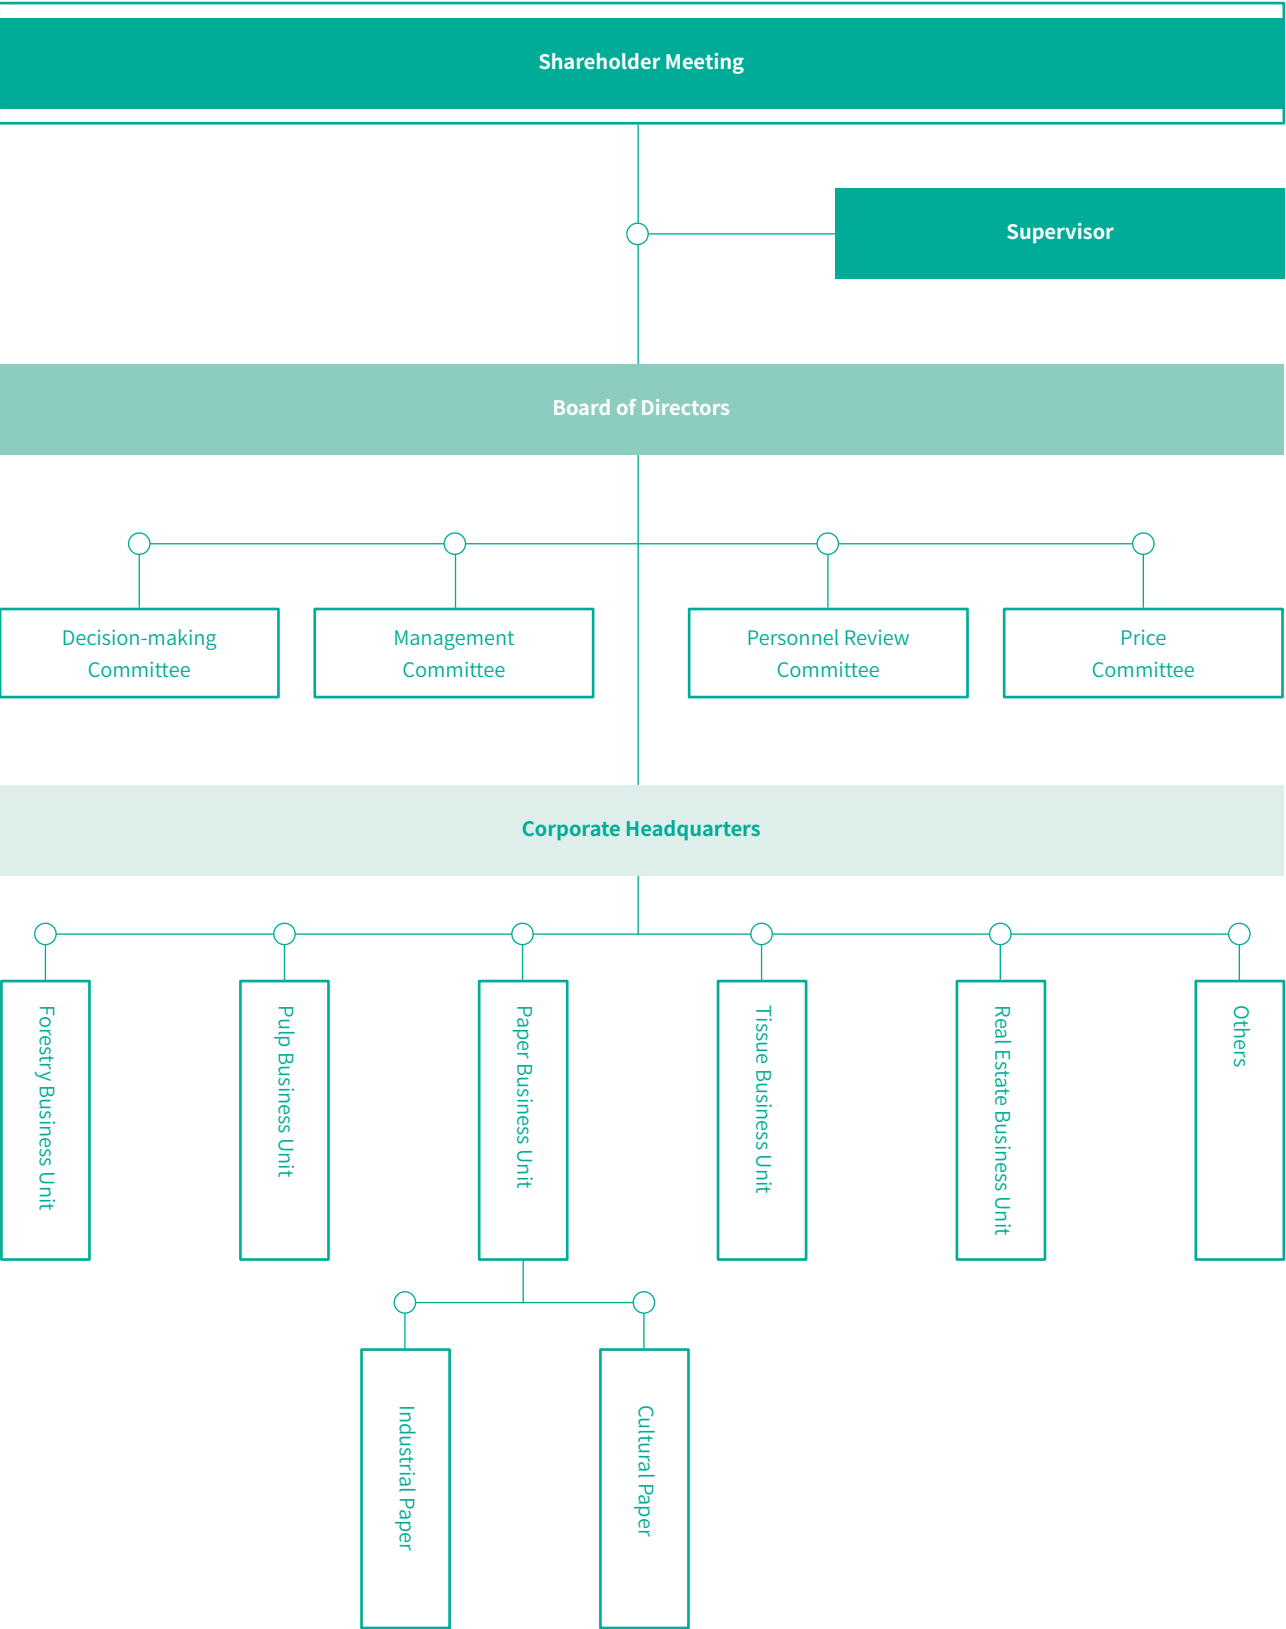 Shareholder Meeting
Supervisor
Board of Directors
Decision-making
Committee
Management
Committee
Personnel Review
Committee
Price
Committee
Corporate Headquarters
Forestry Business Unit
Pulp Business Unit
Paper Business Unit
Tissue Business Unit
Real Estate Business Unit
Others
Industrial Paper
Cultural Paper